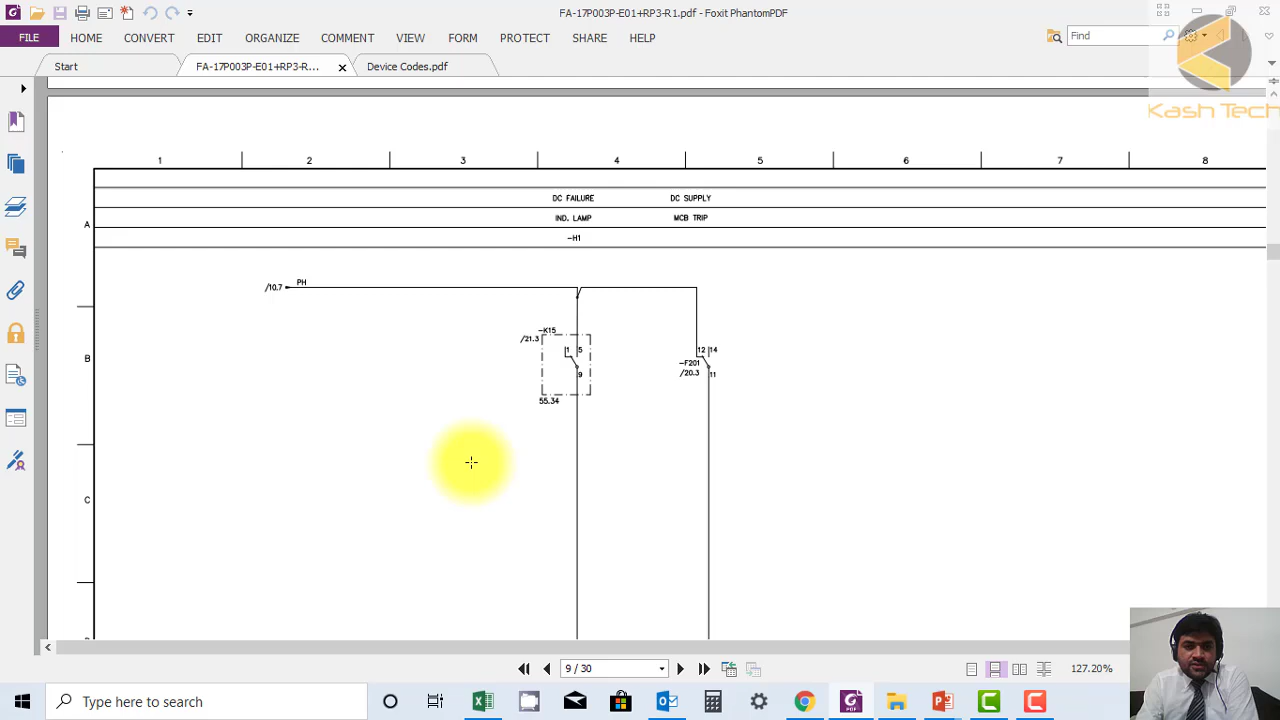 FA-17P003P-E01+RP3-R1.pdf - Foxit PhantomPDF
FILE
HOME
CONVERT
EDIT
ORGANIZE
COMMENT
VIEW
FORM
PROTECT
SHARE
HELP
Find
Start
FA-17P003P-E01+RP3-R...
Device Codes.pdf
Kash Tech
1 2 3 4 5 6 7 8
DC FAILURE DC SUPPLY
A IND. LAMP MCB TRIP
-H1
/10.7 PH
-K15
/21.3
1 5
12 14
B
-F201
/20.3
9
11
55.34
C
9 / 30
127.20%
Type here to search